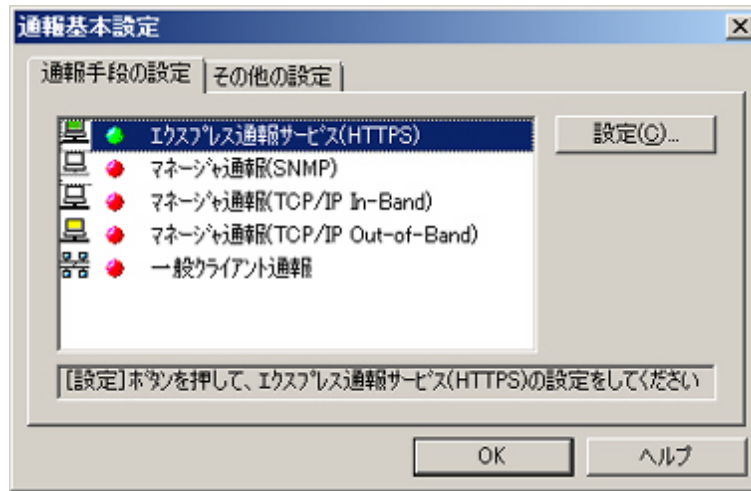 通報基本設定
通報手段の設定
その他の設定
ｴｸｽﾌﾟﾚｽ通報ｻｰﾋﾞｽ(HTTPS)
設定(C)...
ﾏﾈｰｼﾞｬ通報(SNMP)
ﾏﾈｰｼﾞｬ通報(TCP/IP In-Band)
ﾏﾈｰｼﾞｬ通報(TCP/IP Out-of-Band)
一般ｸﾗｲｱﾝﾄ通報
[設定]ﾎﾞﾀﾝを押して、ｴｸｽﾌﾟﾚｽ通報ｻｰﾋﾞｽ(HTTPS)の設定をしてください
OK
ヘルプ